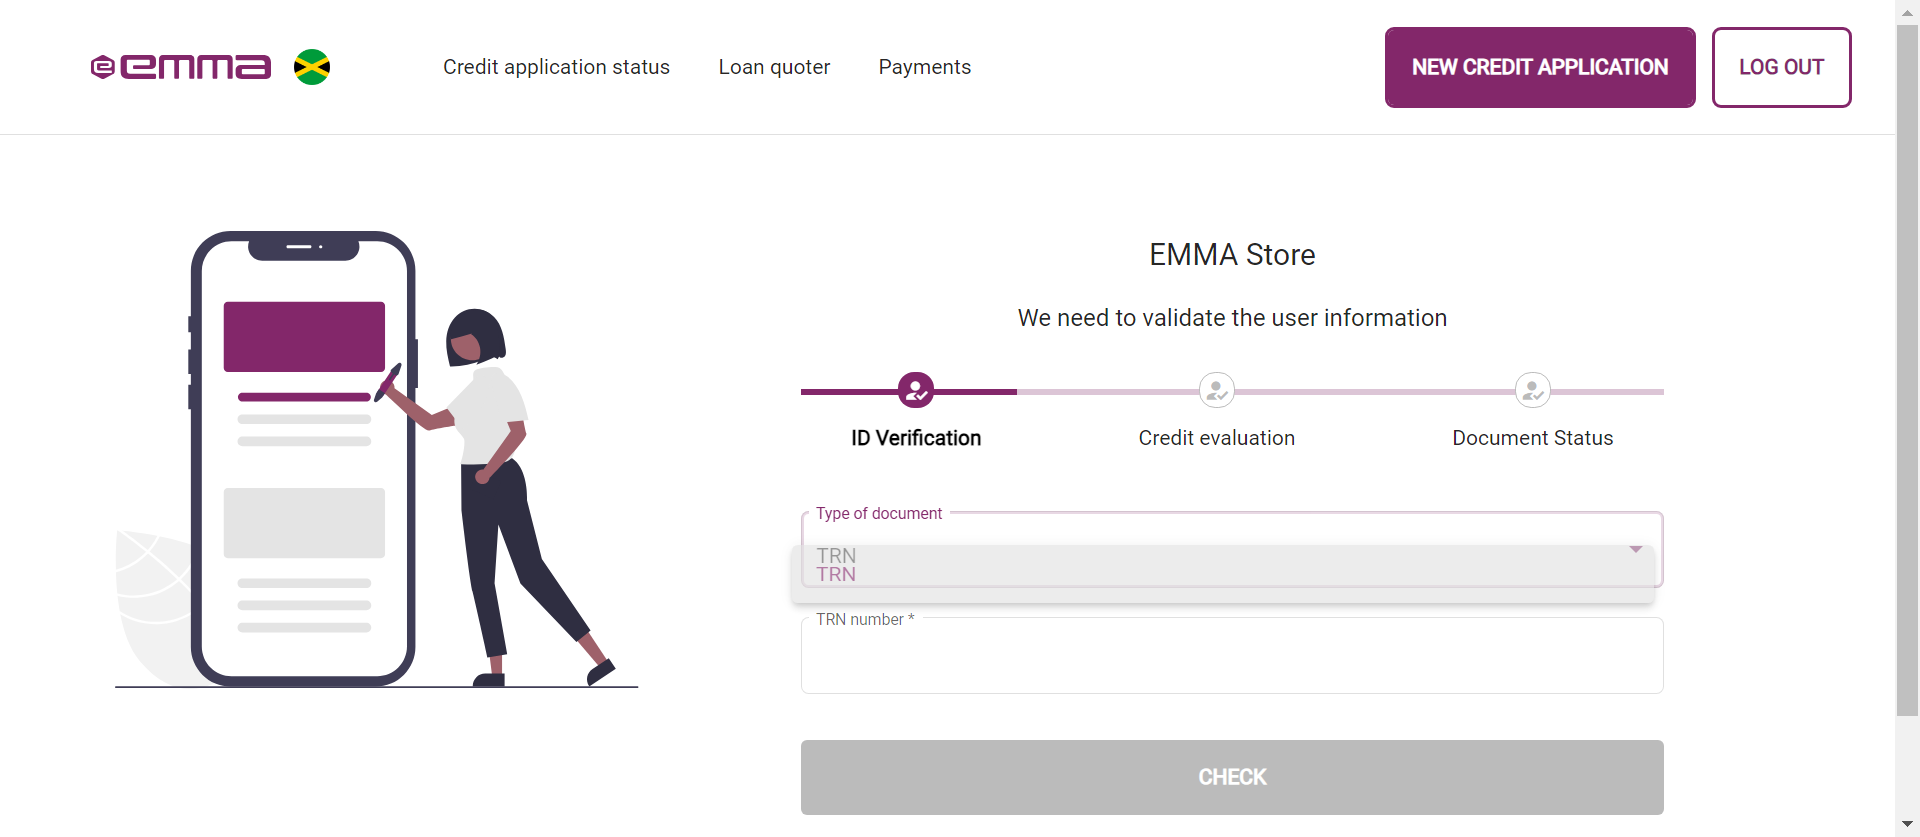 emma
Credit application status
Loan quoter
Payments
NEW CREDIT APPLICATION
LOG OUT
EMMA Store
We need to validate the user information
ID Verification
Credit evaluation
Document Status
Type of document
TRN
TRN
TRN number *
CHECK